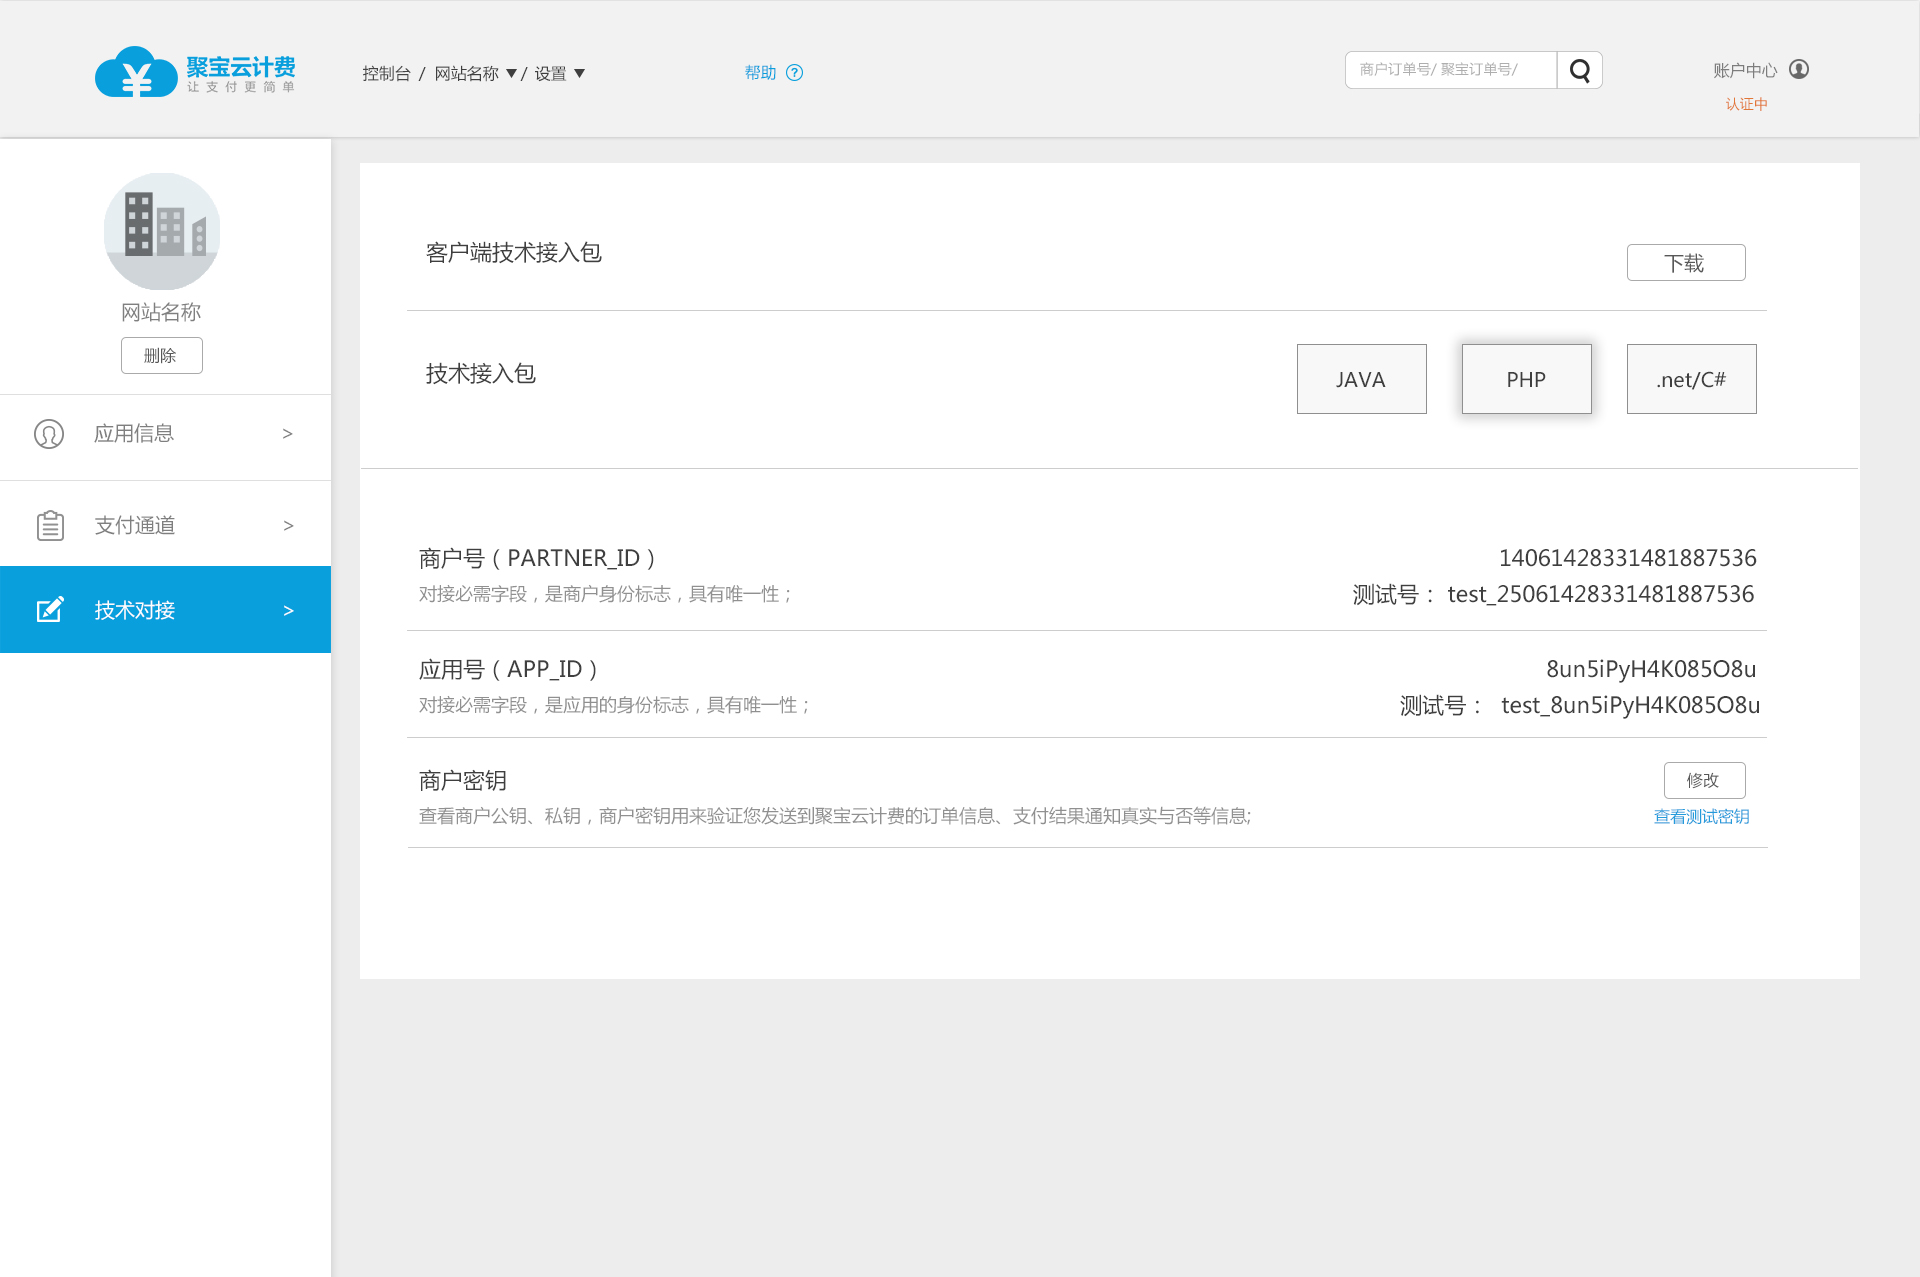 聚宝云计费
让支付更简单
控制台 / 网站名称 ▼ / 设置 ▼
帮助 ?
商户订单号/ 聚宝订单号/
账户中心
认证中
网站名称
删除
应用信息 >
支付通道 >
技术对接 >
客户端技术接入包
下载
技术接入包
JAVA
PHP
.net/C#
商户号 ( PARTNER_ID )
14061428331481887536
对接必需字段，是商户身份标志，具有唯一性；
测试号： test_25061428331481887536
应用号 ( APP_ID )
8un5iPyH4K085O8u
对接必需字段，是应用的身份标志，具有唯一性；
测试号： test_8un5iPyH4K085O8u
商户密钥
修改
查看商户公钥、私钥，商户密钥用来验证您发送到聚宝云计费的订单信息、支付结果通知真实与否等信息;
查看测试密钥